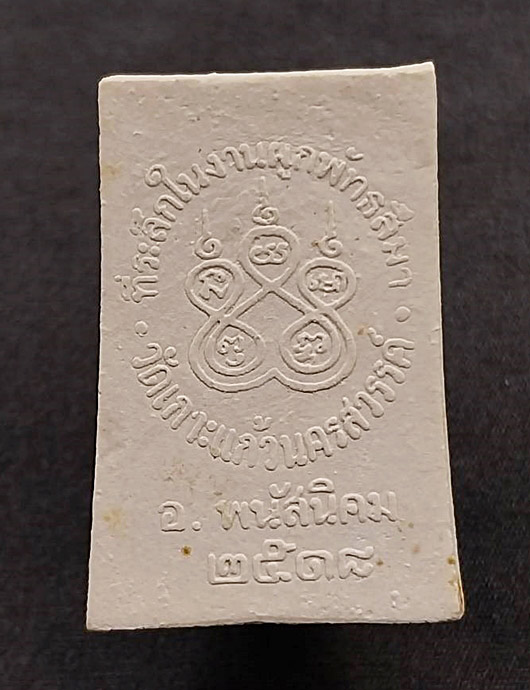 ที่ระลึกในงานผูกพัทธสีมา
วัดเกาะแก้วนครสวรรค์
อ. พนัสนิคม
๒๕๑๘